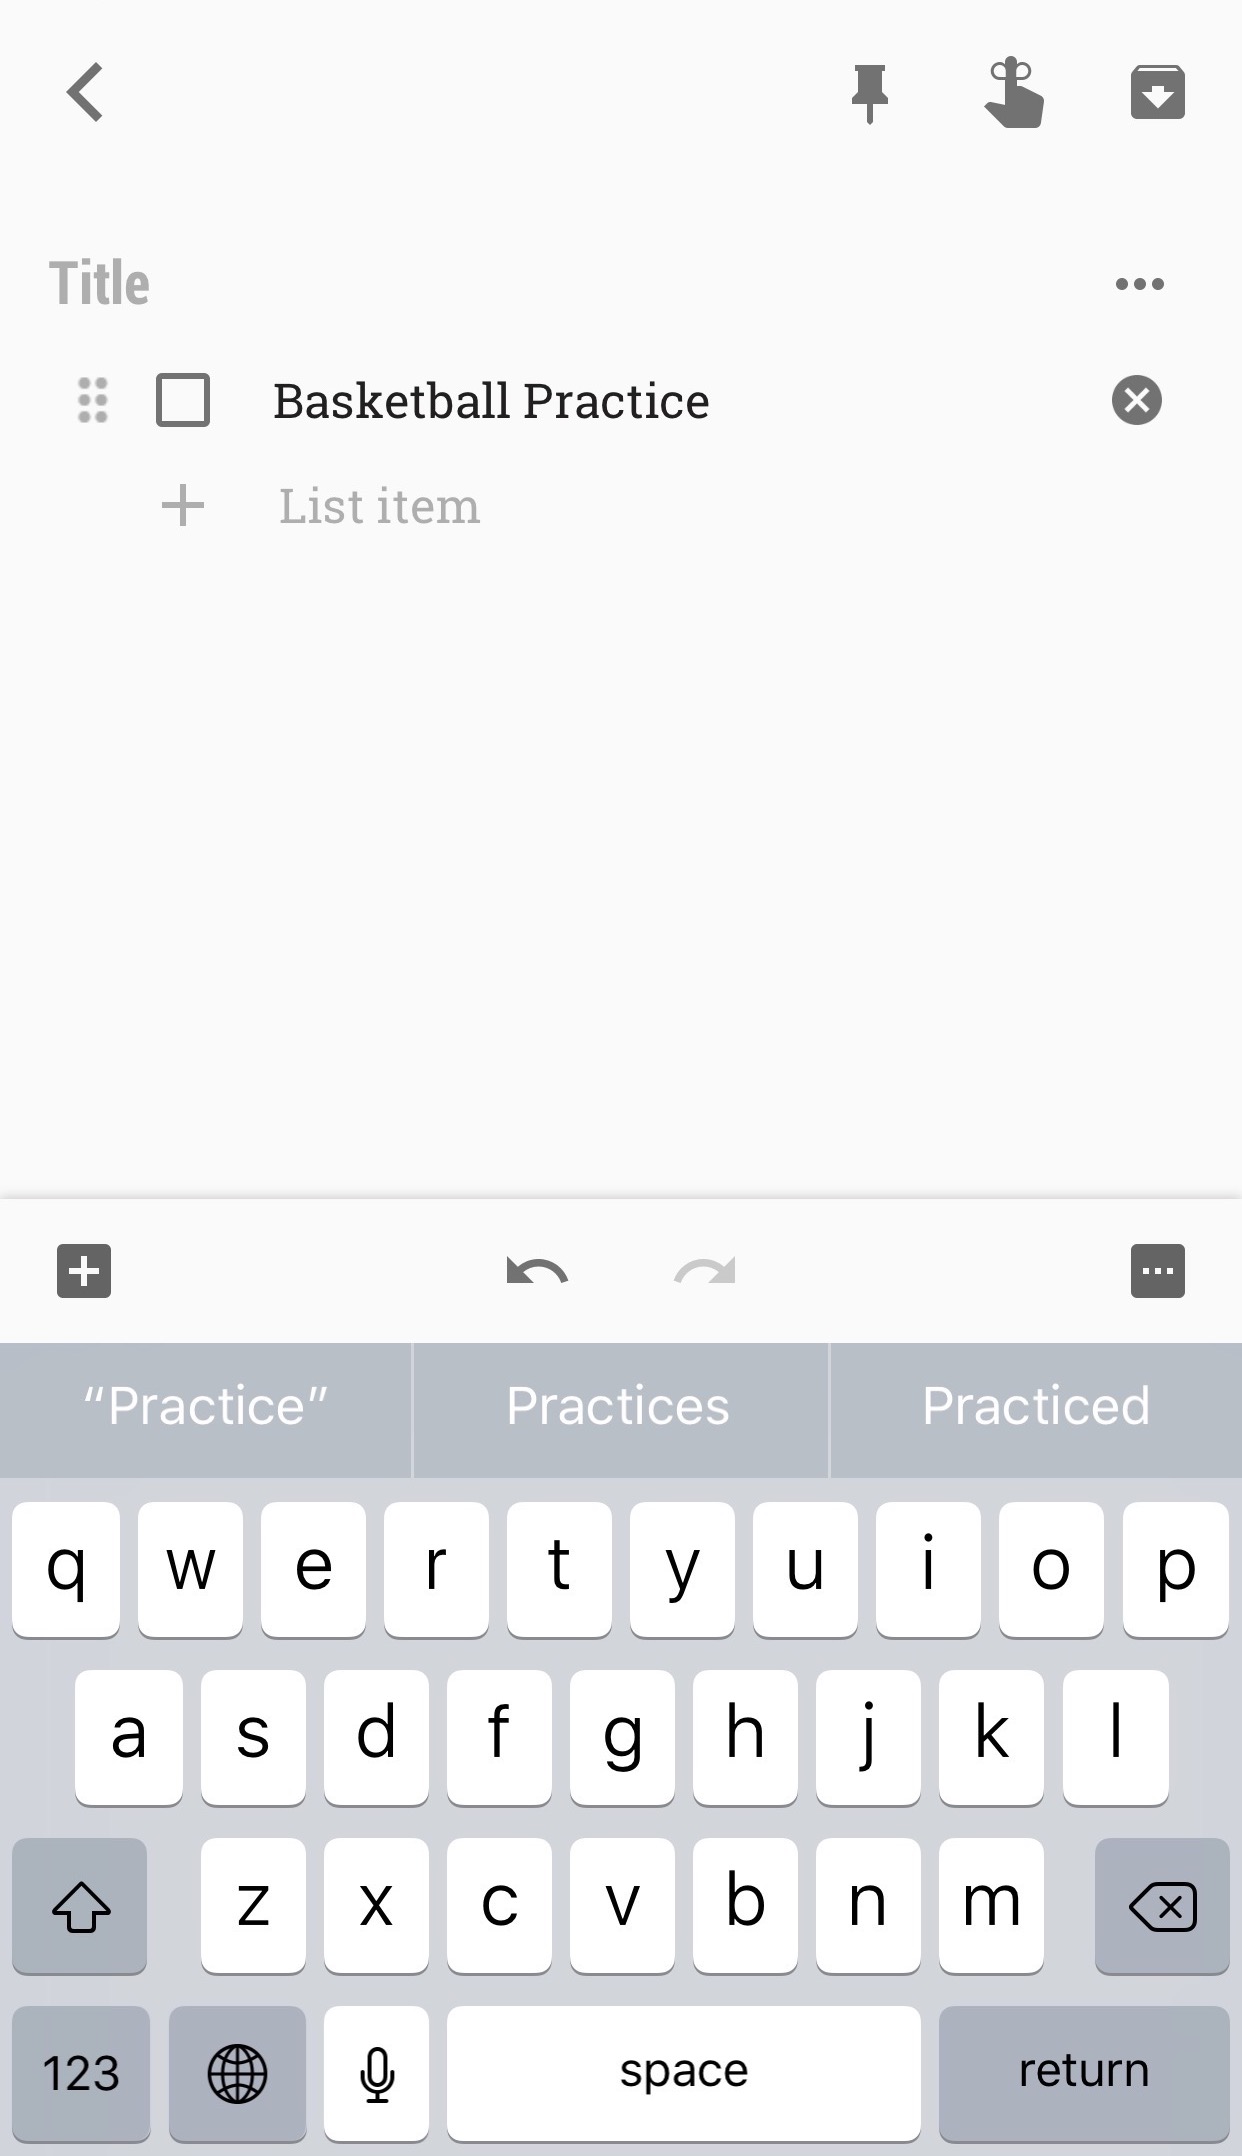 Title
Basketball Practice
List item
“Practice” Practices Practiced
q w e r t y u i o p
a s d f g h j k l
z x c v b n m
123 space return